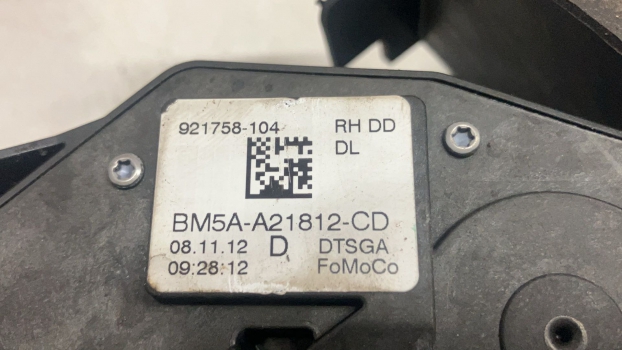 921758-104 RH DD
DL
BM5A-A21812-CD
08.11.12 D DTSGA
09:28:12 FoMoCo